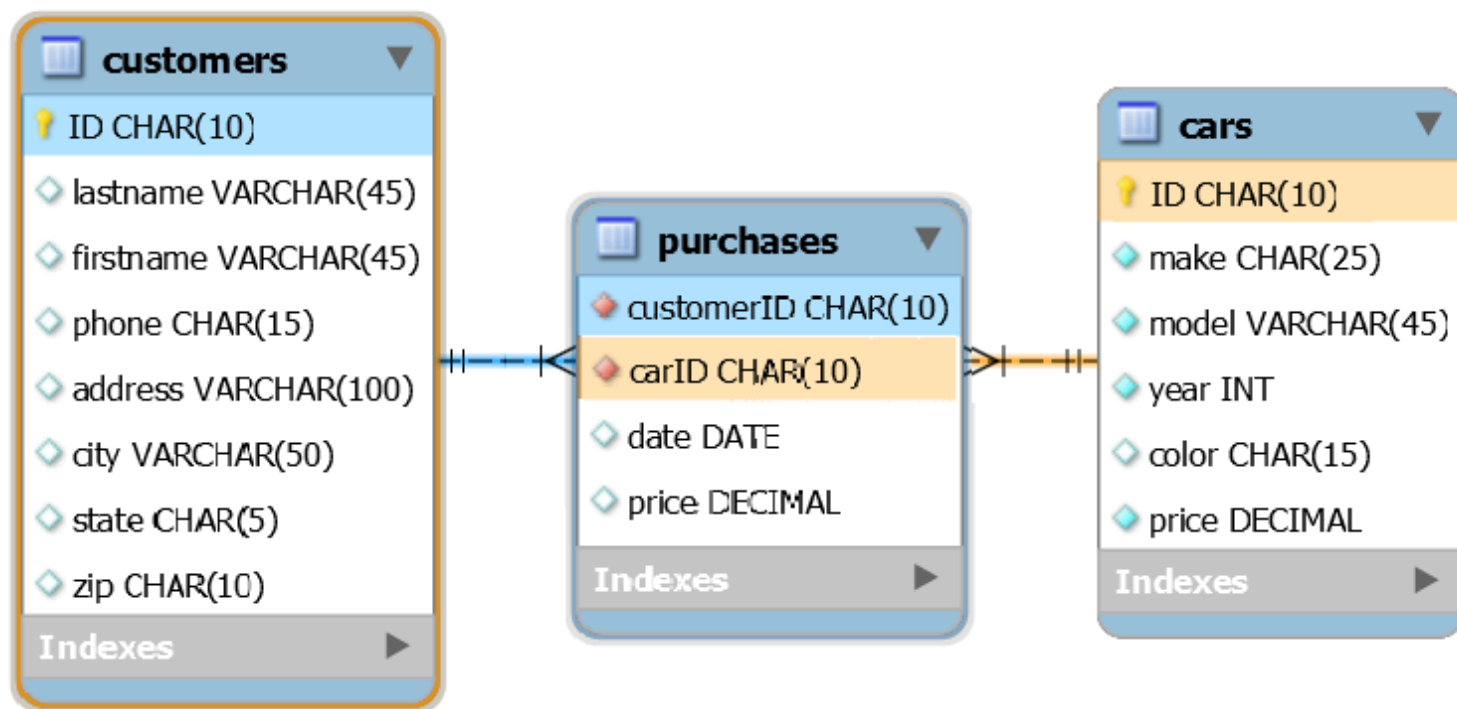 customers
ID CHAR(10)
lastname VARCHAR(45)
firstname VARCHAR(45)
phone CHAR(15)
address VARCHAR(100)
city VARCHAR(50)
state CHAR(5)
zip CHAR(10)
Indexes
purchases
customerID CHAR(10)
carID CHAR(10)
date DATE
price DECIMAL
Indexes
cars
ID CHAR(10)
make CHAR(25)
model VARCHAR(45)
year INT
color CHAR(15)
price DECIMAL
Indexes